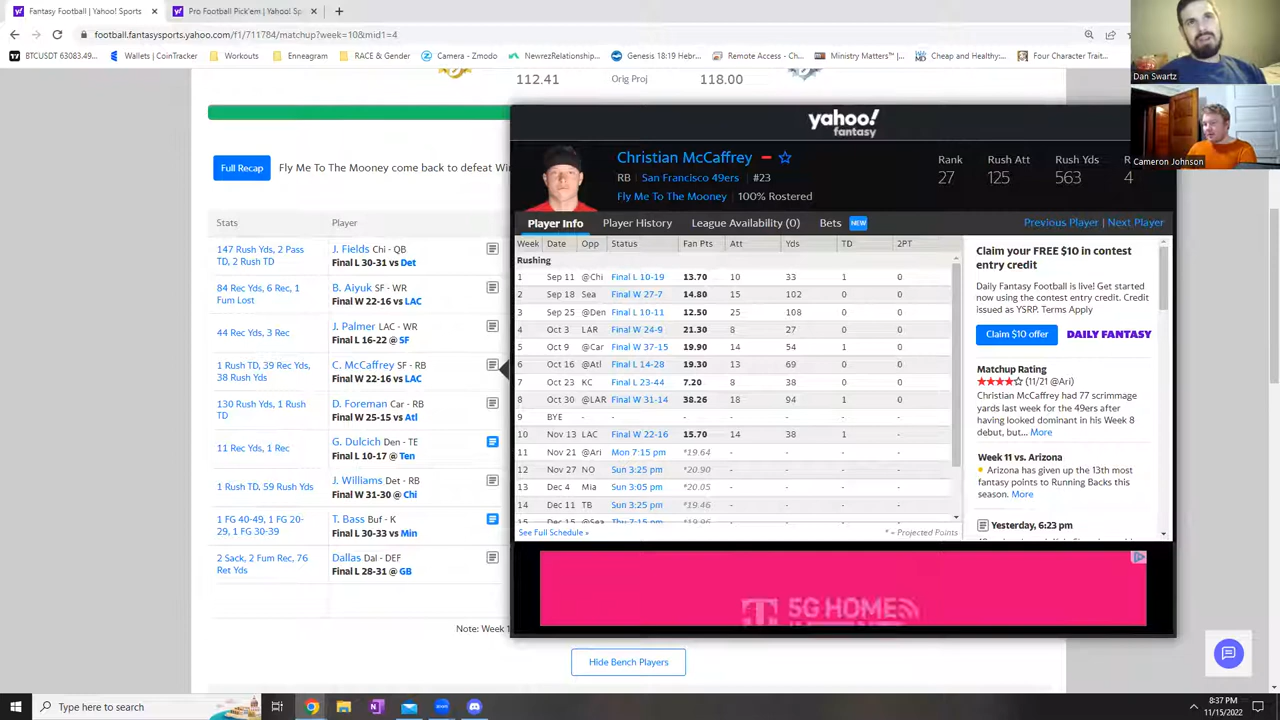 Fantasy Football | Yahoo! Sports
Pro Football Pick'em | Yahoo! S
football.fantasysports.yahoo.com/f1/711784/matchup?week=10&mid1=4
BTCUSDT 63083.49...
Wallets | CoinTracker
Workouts
Enneagram
RACE & Gender
Camera - Zmodo
NewrezRelationship...
Genesis 18:19 Hebre...
Remote Access - Ch...
Ministry Matters™ |...
Cheap and Healthy:...
Four Character Trait...
Dan Swartz
Cameron Johnson
112.41
Orig Proj
118.00
Full Recap
Fly Me To The Mooney come back to defeat Wi
Stats
Player
147 Rush Yds, 2 Pass
TD, 2 Rush TD
J. Fields Chi - QB
Final L 30-31 vs Det
84 Rec Yds, 6 Rec, 1
Fum Lost
B. Aiyuk SF - WR
Final W 22-16 vs LAC
44 Rec Yds, 3 Rec
J. Palmer LAC - WR
Final L 16-22 @ SF
1 Rush TD, 39 Rec Yds,
38 Rush Yds
C. McCaffrey SF - RB
Final W 22-16 vs LAC
130 Rush Yds, 1 Rush
TD
D. Foreman Car - RB
Final W 25-15 vs Atl
11 Rec Yds, 1 Rec
G. Dulcich Den - TE
Final L 10-17 @ Ten
1 Rush TD, 59 Rush Yds
J. Williams Det - RB
Final W 31-30 @ Chi
1 FG 40-49, 1 FG 20-
29, 1 FG 30-39
T. Bass Buf - K
Final L 30-33 vs Min
2 Sack, 2 Fum Rec, 76
Ret Yds
Dallas Dal - DEF
Final L 28-31 @ GB
Note: Week 1
Hide Bench Players
yahoo!
fantasy
Christian McCaffrey
RB San Francisco 49ers #23
Fly Me To The Mooney 100% Rostered
Rank
27
Rush Att
125
Rush Yds
563
R
4
Player Info
Player History
League Availability (0)
Bets NEW
Previous Player | Next Player
Week Date Opp Status Fan Pts Att Yds TD 2PT
Rushing
1 Sep 11 @Chi Final L 10-19 13.70 10 33 1 0
2 Sep 18 Sea Final W 27-7 14.80 15 102 0 0
3 Sep 25 @Den Final L 10-11 12.50 25 108 0 0
4 Oct 3 LAR Final W 24-9 21.30 8 27 0 0
5 Oct 9 @Car Final W 37-15 19.90 14 54 1 0
6 Oct 16 @Atl Final L 14-28 19.30 13 69 0 0
7 Oct 23 KC Final L 23-44 7.20 8 38 0 0
8 Oct 30 @LAR Final W 31-14 38.26 18 94 1 0
9 BYE - - - - - -
10 Nov 13 LAC Final W 22-16 15.70 14 38 1 -
11 Nov 21 @Ari Mon 7:15 pm *19.64 - - - -
12 Nov 27 NO Sun 3:25 pm *20.90 - - - -
13 Dec 4 Mia Sun 3:05 pm *20.05 - - - -
14 Dec 11 TB Sun 3:25 pm *19.46 - - - -
15 Dec 15 @Sea Thu 7:15 pm *19.96 - - - -
See Full Schedule »
* = Projected Points
Claim your FREE $10 in contest
entry credit
Daily Fantasy Football is live! Get started
now using the contest entry credit. Credit
issued as YSRP. Terms Apply
Claim $10 offer
DAILY FANTASY
Matchup Rating
(11/21 @Ari)
Christian McCaffrey had 77 scrimmage
yards last week for the 49ers after
having looked dominant in his Week 8
debut, but... More
Week 11 vs. Arizona
Arizona has given up the 13th most
fantasy points to Running Backs this
season. More
Yesterday, 6:23 pm
5G HOME
Type here to search
8:37 PM
11/15/2022